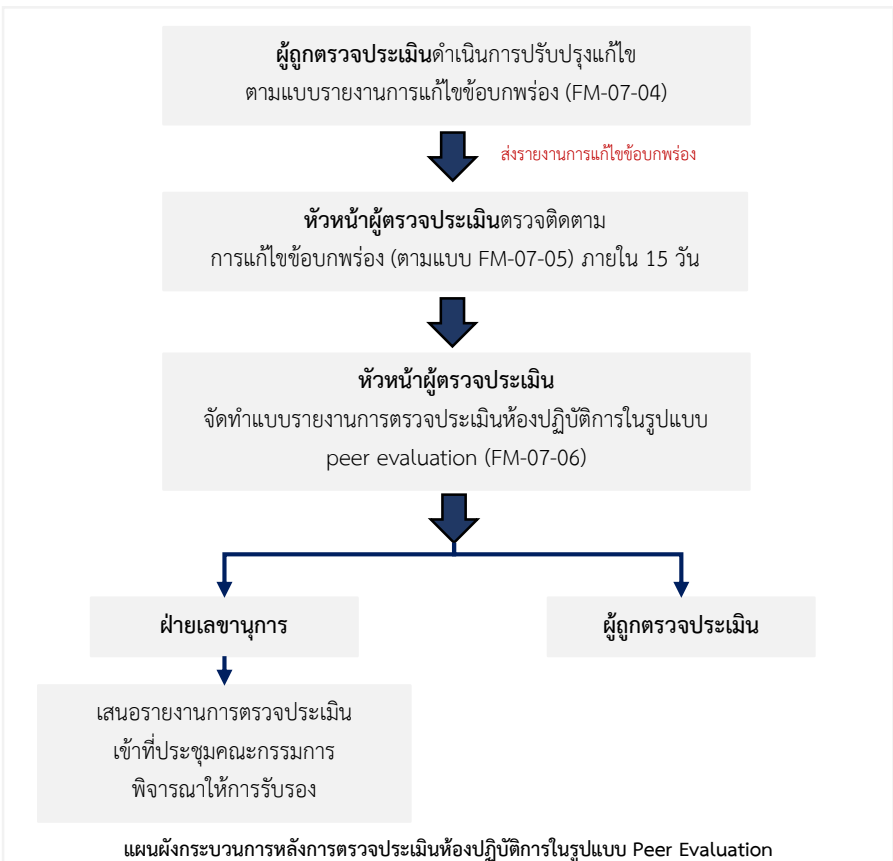 ผู้ถูกตรวจประเมินดำเนินการปรับปรุงแก้ไข
ตามแบบรายงานการแก้ไขข้อบกพร่อง (FM-07-04)
ส่งรายงานการแก้ไขข้อบกพร่อง
หัวหน้าผู้ตรวจประเมินตรวจติดตาม
การแก้ไขข้อบกพร่อง (ตามแบบ FM-07-05) ภายใน 15 วัน
หัวหน้าผู้ตรวจประเมิน
จัดทำแบบรายงานการตรวจประเมินห้องปฏิบัติการในรูปแบบ
peer evaluation (FM-07-06)
ฝ่ายเลขานุการ
ผู้ถูกตรวจประเมิน
เสนอรายงานการตรวจประเมิน
เข้าที่ประชุมคณะกรรมการ
พิจารณาให้การรับรอง
แผนผังกระบวนการหลังการตรวจประเมินห้องปฏิบัติการในรูปแบบ Peer Evaluation